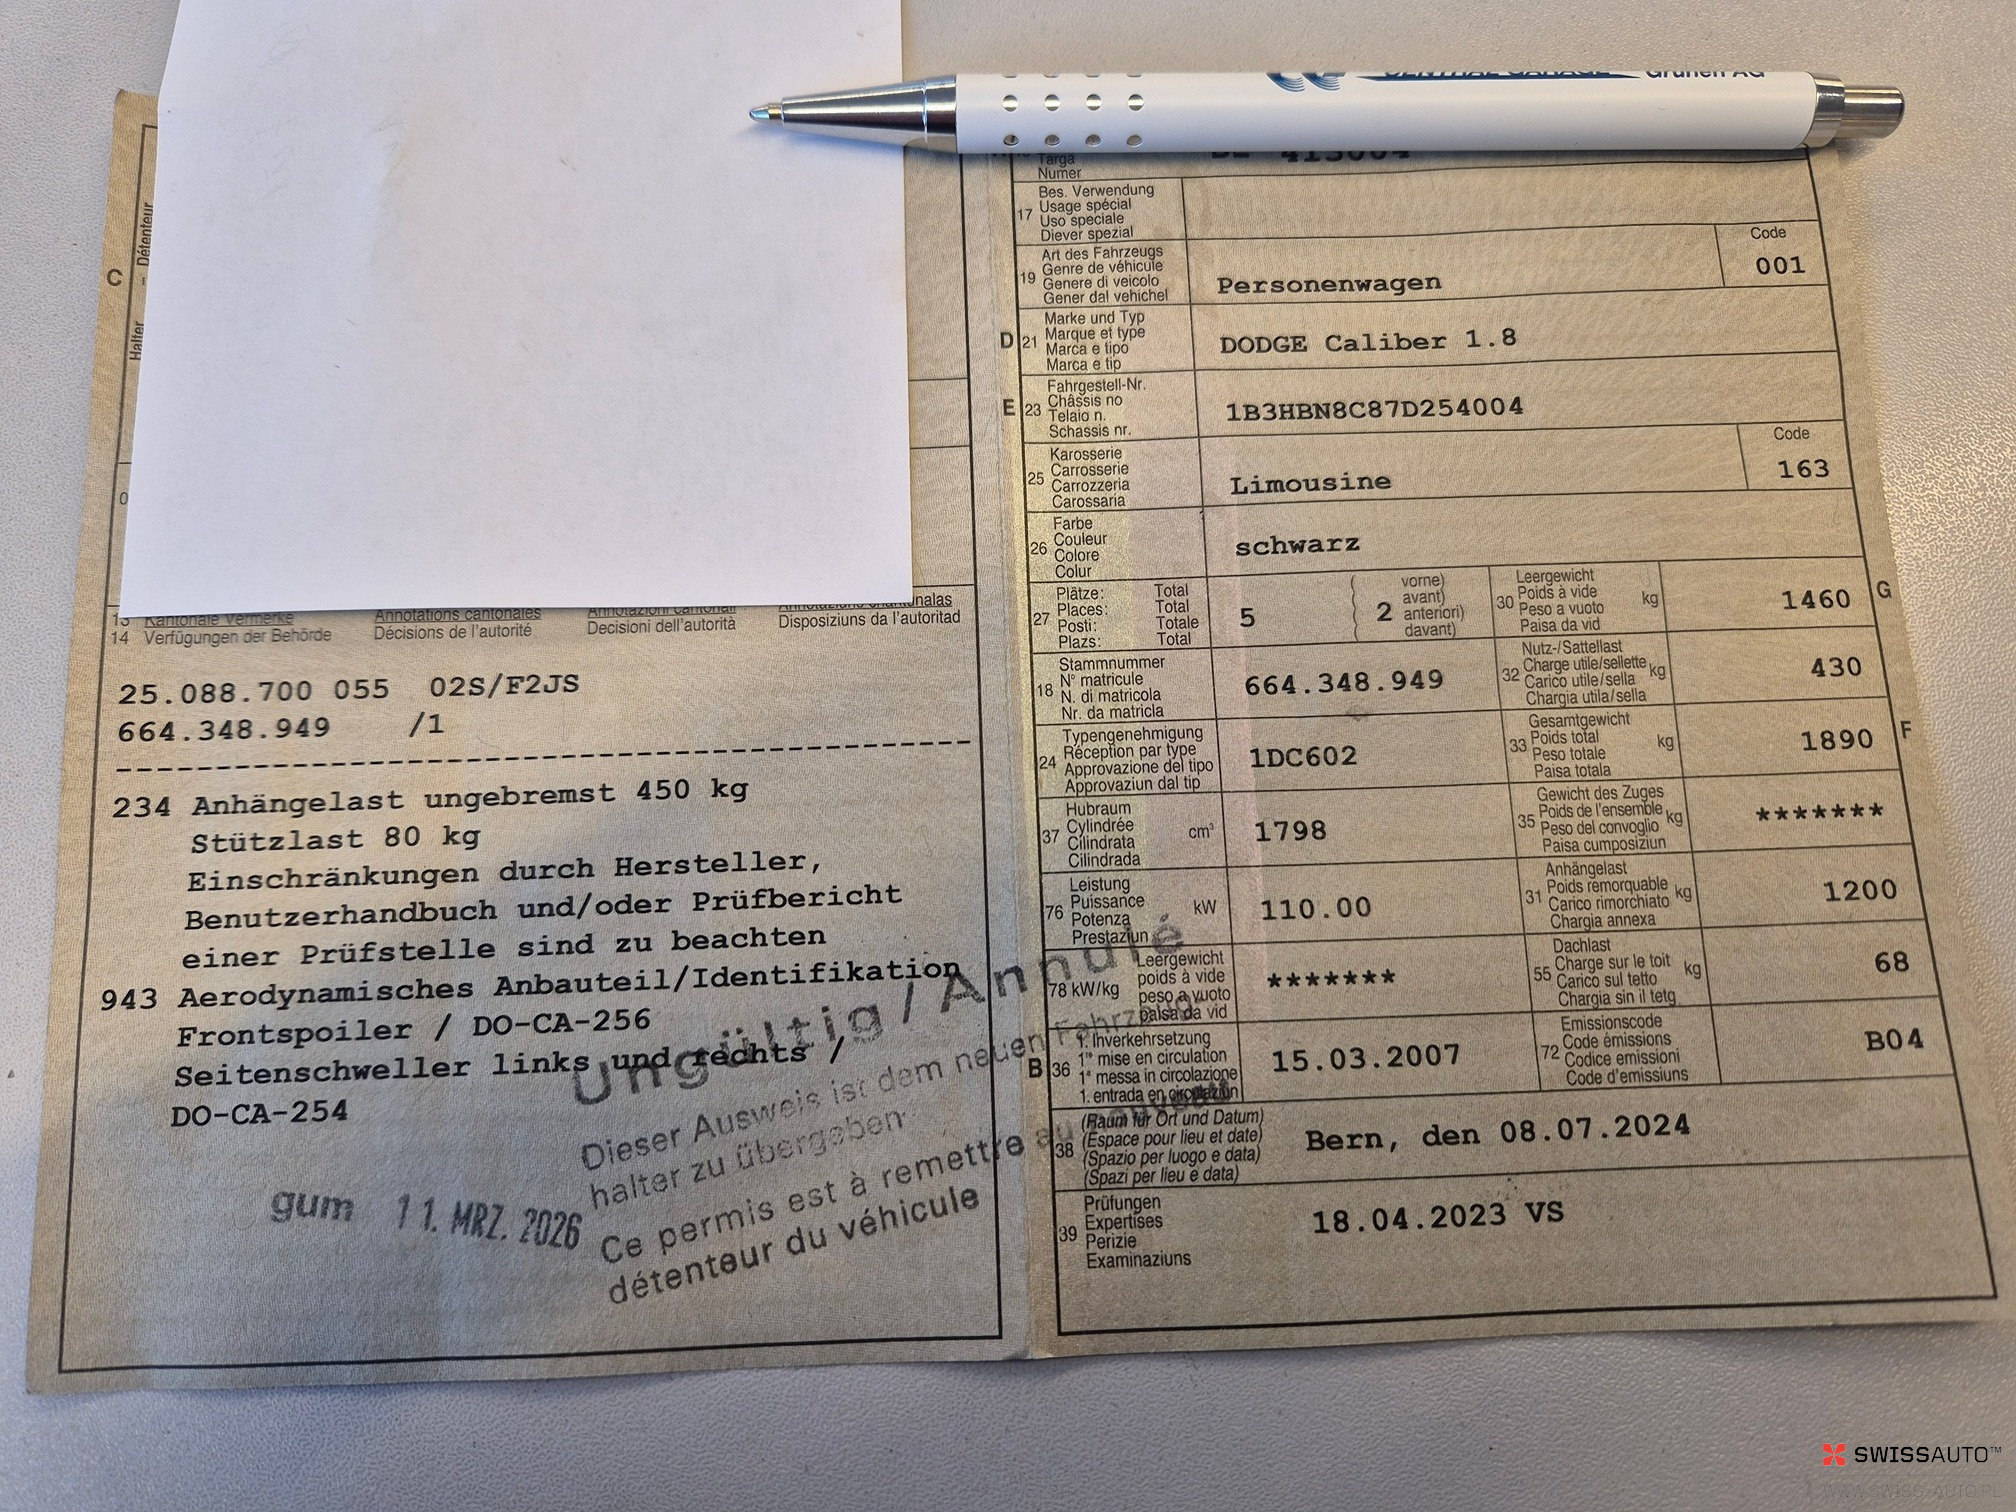 Grünen AG
C
Halter - Détenteur
13 Kantonale Vermerke Annotations cantonales Annotazioni cantonali
14 Verfügungen der Behörde Décisions de l'autorité Decisioni dell'autorità Disposiziuns da l'autoritad
25.088.700 055 02S/F2JS
664.348.949 /1
234 Anhängelast ungebremst 450 kg
Stützlast 80 kg
Einschränkungen durch Hersteller,
Benutzerhandbuch und/oder Prüfbericht
einer Prüfstelle sind zu beachten
943 Aerodynamisches Anbauteil/Identifikation
Frontspoiler / DO-CA-256
Seitenschweller links und rechts /
DO-CA-254
Ungültig/Annulé
Dieser Ausweis ist dem neuen Fahrzeug-
halter zu übergeben
Ce permis est à remettre au nouveau
détenteur du véhicule
gum 11. MRZ. 2026
Targa
Numer
17 Bes. Verwendung
Usage spécial
Uso speciale
Diever spezial
19 Art des Fahrzeugs
Genre de véhicule
Genere di veicolo
Gener dal vehichel
Personenwagen
Code
001
D 21 Marke und Typ
Marque et type
Marca e tipo
Marca e tip
DODGE Caliber 1.8
E 23 Fahrgestell-Nr.
Châssis no
Telaio n.
Schassis nr.
1B3HBN8C87D254004
25 Karosserie
Carrosserie
Carrozzeria
Carossaria
Limousine
Code
163
26 Farbe
Couleur
Colore
Colur
schwarz
27 Plätze: Total
Places: Total
Posti: Totale
Plazs: Total
5
( 2 vorne)
avant)
anteriori)
davant)
30 Leergewicht
Poids à vide
Peso a vuoto
Paisa da vid
kg
1460
G
18 Stammnummer
N° matricule
N. di matricola
Nr. da matricla
664.348.949
32 Nutz-/Sattellast
Charge utile/sellette
Carico utile/sella
Chargia utila/sella
kg
430
24 Typengenehmigung
Réception par type
Approvazione del tipo
Approvaziun dal tip
1DC602
33 Gesamtgewicht
Poids total
Peso totale
Paisa totala
kg
1890
F
37 Hubraum
Cylindrée
Cilindrata
Cilindrada
cm³
1798
35 Gewicht des Zuges
Poids de l'ensemble
Peso del convoglio
Paisa cumposiziun
kg
*******
76 Leistung
Puissance
Potenza
Prestaziun
kW
110.00
31 Anhängelast
Poids remorquable
Carico rimorchiato
Chargia annexa
kg
1200
78 kW/kg
Leergewicht
poids à vide
peso a vuoto
paisa da vid
*******
55 Dachlast
Charge sur le toit
Carico sul tetto
Chargia sin il tetg
kg
68
B 36 1. Inverkehrsetzung
1re mise en circulation
1a messa in circolazione
1. entrada en circulaziun
15.03.2007
72 Emissionscode
Code émissions
Codice emissioni
Code d'emissiuns
B04
38 (Raum für Ort und Datum)
(Espace pour lieu et date)
(Spazio per luogo e data)
(Spazi per lieu e data)
Bern, den 08.07.2024
39 Prüfungen
Expertises
Perizie
Examinaziuns
18.04.2023 VS
SWISSAUTO™
WWW.SWISS-AUTO.PL